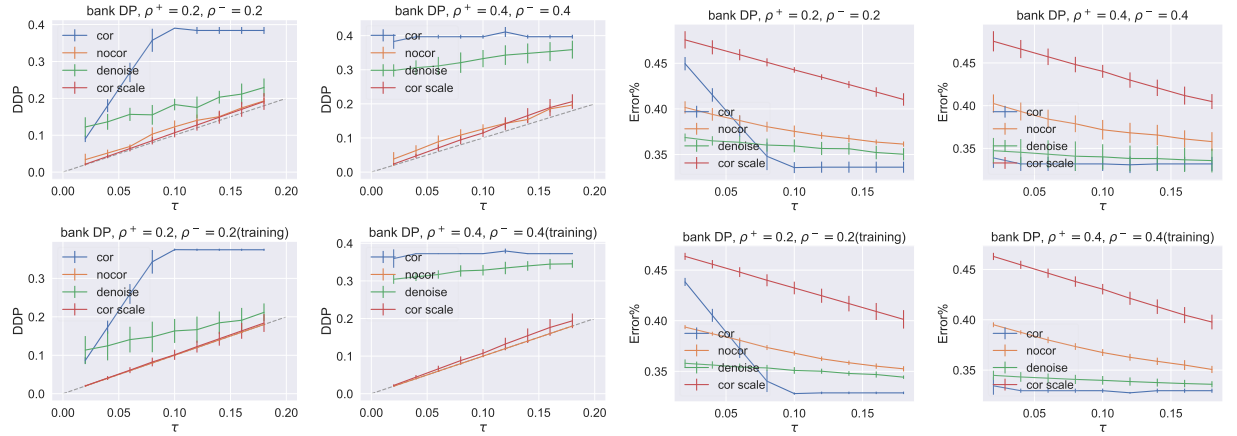 bank DP, ρ⁺ = 0.2, ρ⁻ = 0.2
DDP
0.4
0.3
0.2
0.1
0.0
cor
nocor
denoise
cor scale
0.00 0.05 0.10 0.15 0.20
τ
bank DP, ρ⁺ = 0.4, ρ⁻ = 0.4
DDP
0.4
0.3
0.2
0.1
0.0
cor
nocor
denoise
cor scale
0.00 0.05 0.10 0.15 0.20
τ
bank DP, ρ⁺ = 0.2, ρ⁻ = 0.2
Error%
0.45
0.40
0.35
cor
nocor
denoise
cor scale
0.05 0.10 0.15
τ
bank DP, ρ⁺ = 0.4, ρ⁻ = 0.4
Error%
0.45
0.40
0.35
cor
nocor
denoise
cor scale
0.05 0.10 0.15
τ
bank DP, ρ⁺ = 0.2, ρ⁻ = 0.2(training)
DDP
0.3
0.2
0.1
0.0
cor
nocor
denoise
cor scale
0.00 0.05 0.10 0.15 0.20
τ
bank DP, ρ⁺ = 0.4, ρ⁻ = 0.4(training)
DDP
0.4
0.3
0.2
0.1
0.0
cor
nocor
denoise
cor scale
0.00 0.05 0.10 0.15 0.20
τ
bank DP, ρ⁺ = 0.2, ρ⁻ = 0.2(training)
Error%
0.45
0.40
0.35
cor
nocor
denoise
cor scale
0.05 0.10 0.15
τ
bank DP, ρ⁺ = 0.4, ρ⁻ = 0.4(training)
Error%
0.45
0.40
0.35
cor
nocor
denoise
cor scale
0.05 0.10 0.15
τ